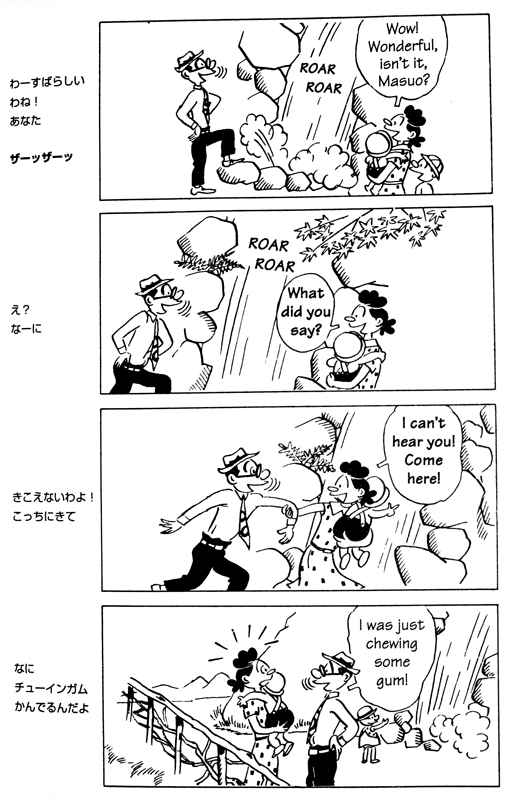 わーすばらしい
わね！
あなた
ザーッザーッ
Wow!
Wonderful,
isn't it,
Masuo?
ROAR
ROAR
え？
なーに
ROAR
ROAR
What
did you
say?
きこえないわよ！
こっちにきて
I can't
hear you!
Come
here!
なに
チューインガム
かんでるんだよ
I was just
chewing
some
gum!